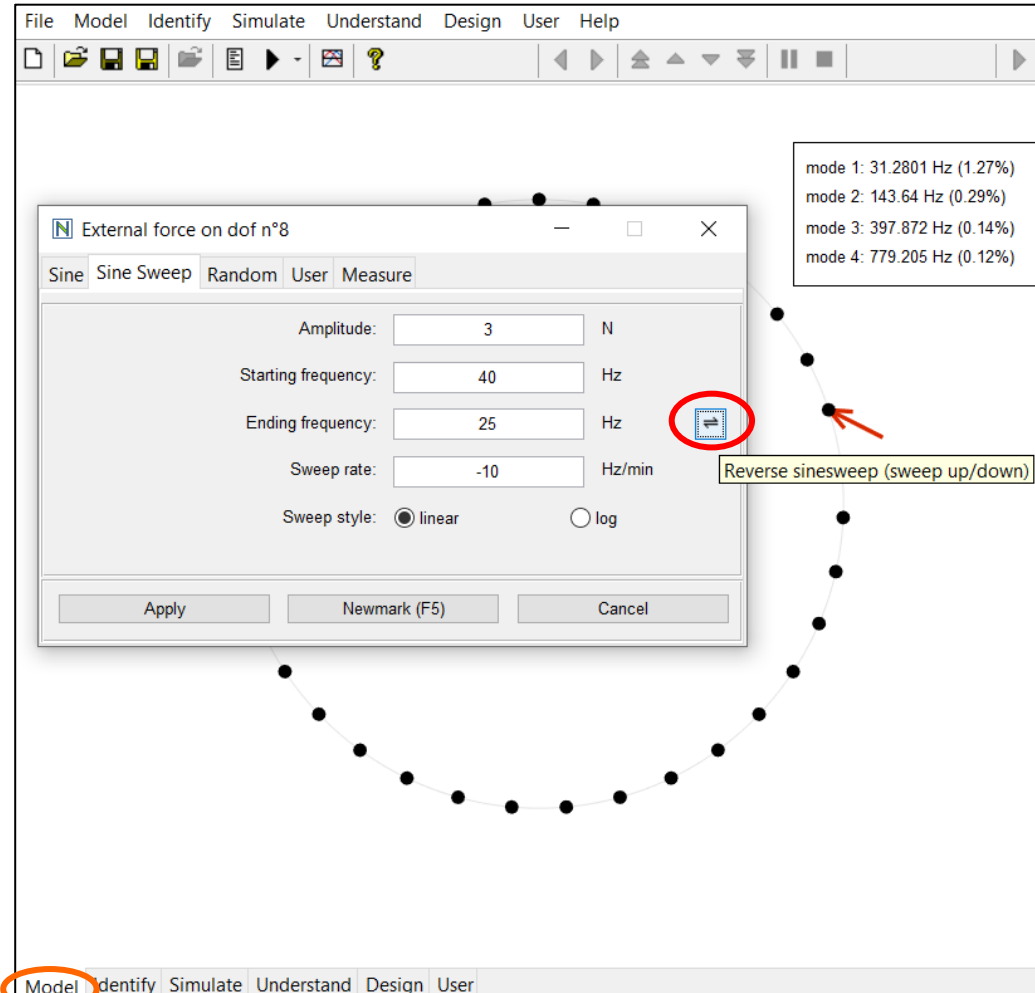 File Model Identify Simulate Understand Design User Help
mode 1: 31.2801 Hz (1.27%)
mode 2: 143.64 Hz (0.29%)
mode 3: 397.872 Hz (0.14%)
mode 4: 779.205 Hz (0.12%)
External force on dof n°8
Sine Sine Sweep Random User Measure
Amplitude: 3 N
Starting frequency: 40 Hz
Ending frequency: 25 Hz
Sweep rate: -10 Hz/min
Reverse sinesweep (sweep up/down)
Sweep style: linear log
Apply Newmark (F5) Cancel
Model Identify Simulate Understand Design User